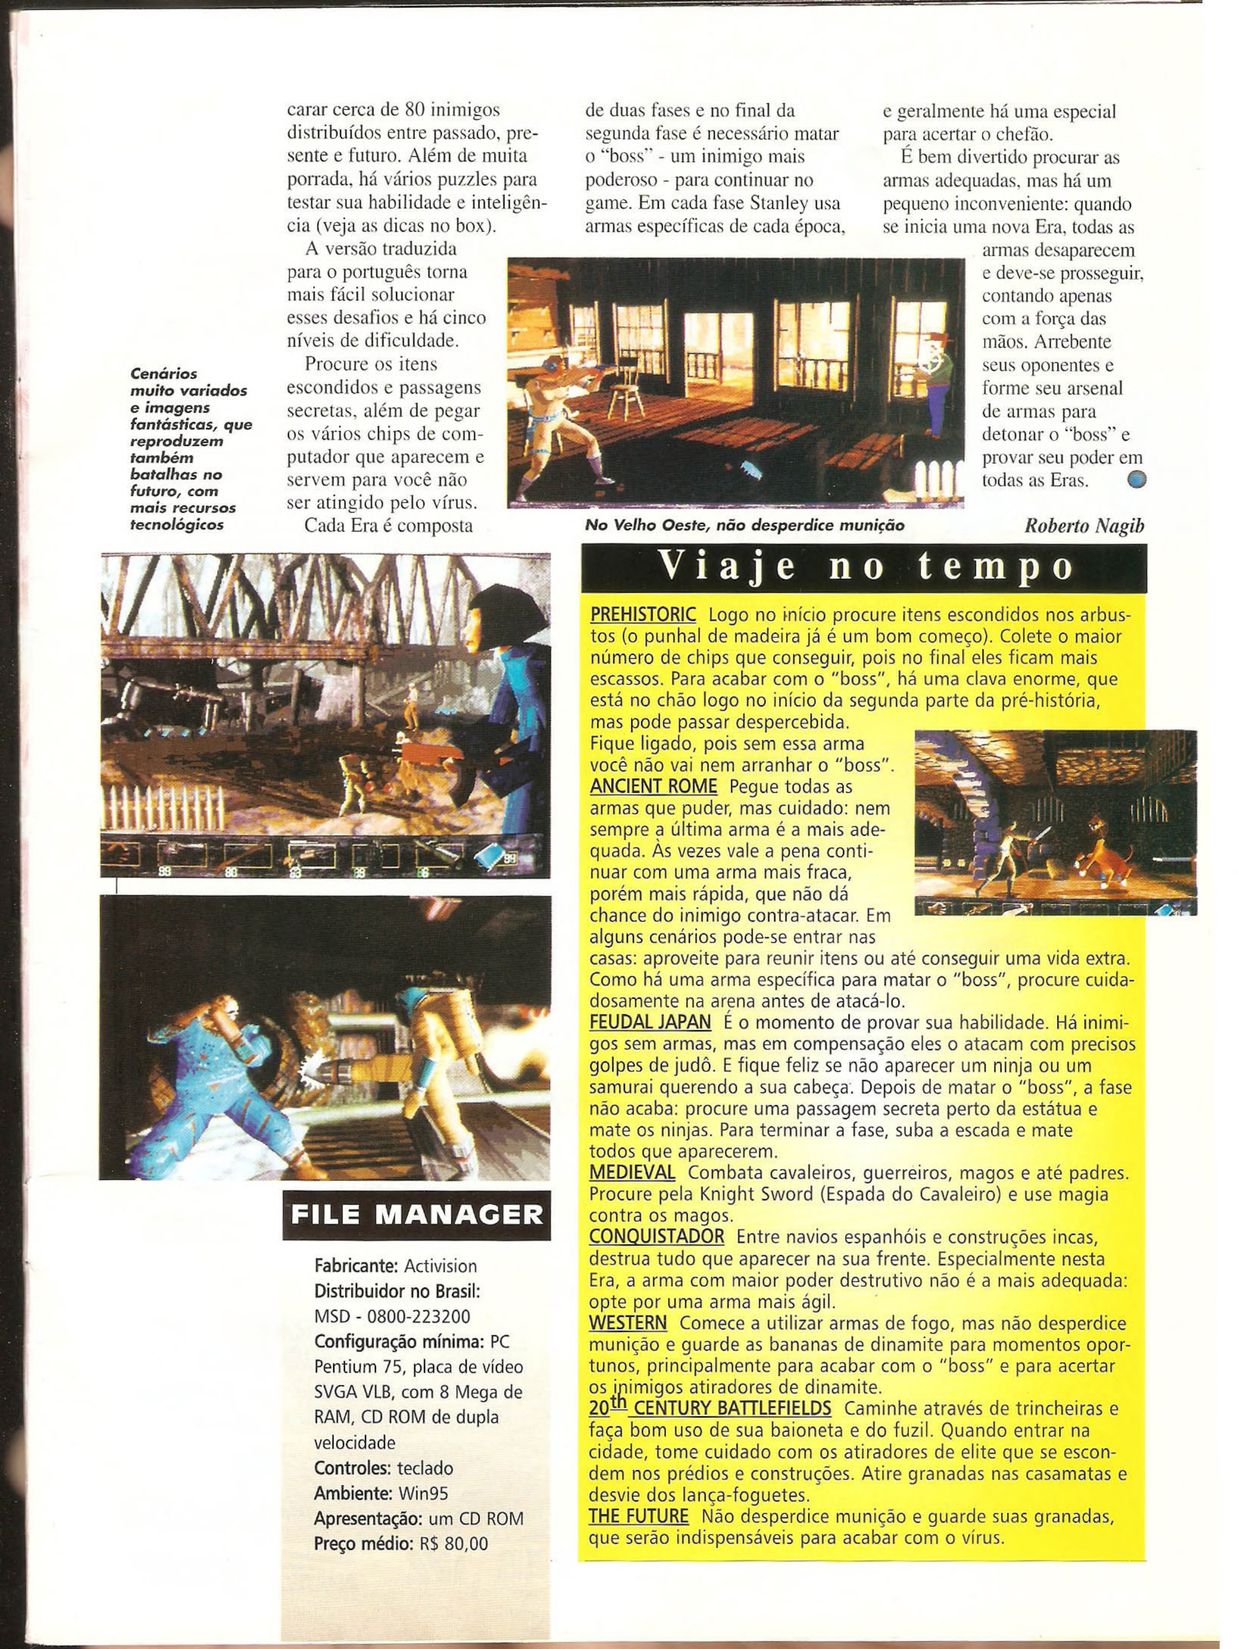 carar cerca de 80 inimigos
distribuídos entre passado, pre-
sente e futuro. Além de muita
porrada, há vários puzzles para
testar sua habilidade e inteligên-
cia (veja as dicas no box).
A versão traduzida
para o português torna
mais fácil solucionar
esses desafios e há cinco
níveis de dificuldade.
Procure os itens
escondidos e passagens
secretas, além de pegar
os vários chips de com-
putador que aparecem e
servem para você não
ser atingido pelo vírus.
Cada Era é composta
de duas fases e no final da
segunda fase é necessário matar
o “boss” - um inimigo mais
poderoso - para continuar no
game. Em cada fase Stanley usa
armas específicas de cada época,
e geralmente há uma especial
para acertar o chefão.
É bem divertido procurar as
armas adequadas, mas há um
pequeno inconveniente: quando
se inicia uma nova Era, todas as
armas desaparecem
e deve-se prosseguir,
contando apenas
com a força das
mãos. Arrebente
seus oponentes e
forme seu arsenal
de armas para
detonar o “boss” e
provar seu poder em
todas as Eras.
Roberto Nagib
Cenários
muito variados
e imagens
fantásticas, que
reproduzem
também
batalhas no
futuro, com
mais recursos
tecnológicos
No Velho Oeste, não desperdice munição
Viaje no tempo
PREHISTORIC Logo no início procure itens escondidos nos arbus-
tos (o punhal de madeira já é um bom começo). Colete o maior
número de chips que conseguir, pois no final eles ficam mais
escassos. Para acabar com o "boss", há uma clava enorme, que
está no chão logo no início da segunda parte da pré-história,
mas pode passar despercebida.
Fique ligado, pois sem essa arma
você não vai nem arranhar o "boss".
ANCIENT ROME Pegue todas as
armas que puder, mas cuidado: nem
sempre a última arma é a mais ade-
quada. Às vezes vale a pena conti-
nuar com uma arma mais fraca,
porém mais rápida, que não dá
chance do inimigo contra-atacar. Em
alguns cenários pode-se entrar nas
casas: aproveite para reunir itens ou até conseguir uma vida extra.
Como há uma arma específica para matar o "boss", procure cuida-
dosamente na arena antes de atacá-lo.
FEUDAL JAPAN É o momento de provar sua habilidade. Há inimi-
gos sem armas, mas em compensação eles o atacam com precisos
golpes de judô. E fique feliz se não aparecer um ninja ou um
samurai querendo a sua cabeça. Depois de matar o "boss", a fase
não acaba: procure uma passagem secreta perto da estátua e
mate os ninjas. Para terminar a fase, suba a escada e mate
todos que aparecerem.
MEDIEVAL Combata cavaleiros, guerreiros, magos e até padres.
Procure pela Knight Sword (Espada do Cavaleiro) e use magia
contra os magos.
CONQUISTADOR Entre navios espanhóis e construções incas,
destrua tudo que aparecer na sua frente. Especialmente nesta
Era, a arma com maior poder destrutivo não é a mais adequada:
opte por uma arma mais ágil.
WESTERN Comece a utilizar armas de fogo, mas não desperdice
munição e guarde as bananas de dinamite para momentos opor-
tunos, principalmente para acabar com o "boss" e para acertar
os inimigos atiradores de dinamite.
20th CENTURY BATTLEFIELDS Caminhe através de trincheiras e
faça bom uso de sua baioneta e do fuzil. Quando entrar na
cidade, tome cuidado com os atiradores de elite que se escon-
dem nos prédios e construções. Atire granadas nas casamatas e
desvie dos lança-foguetes.
THE FUTURE Não desperdice munição e guarde suas granadas,
que serão indispensáveis para acabar com o vírus.
FILE MANAGER
Fabricante: Activision
Distribuidor no Brasil:
MSD - 0800-223200
Configuração mínima: PC
Pentium 75, placa de vídeo
SVGA VLB, com 8 Mega de
RAM, CD ROM de dupla
velocidade
Controles: teclado
Ambiente: Win95
Apresentação: um CD ROM
Preço médio: R$ 80,00